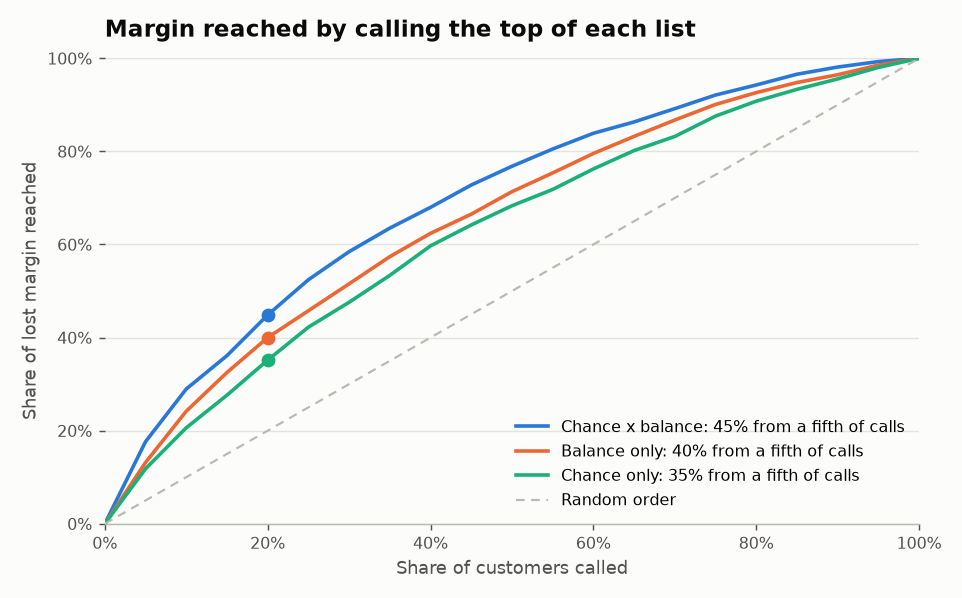 Margin reached by calling the top of each list
Share of lost margin reached
100%
80%
60%
40%
20%
0%
Chance x balance: 45% from a fifth of calls
Balance only: 40% from a fifth of calls
Chance only: 35% from a fifth of calls
Random order
0%
20%
40%
60%
80%
100%
Share of customers called